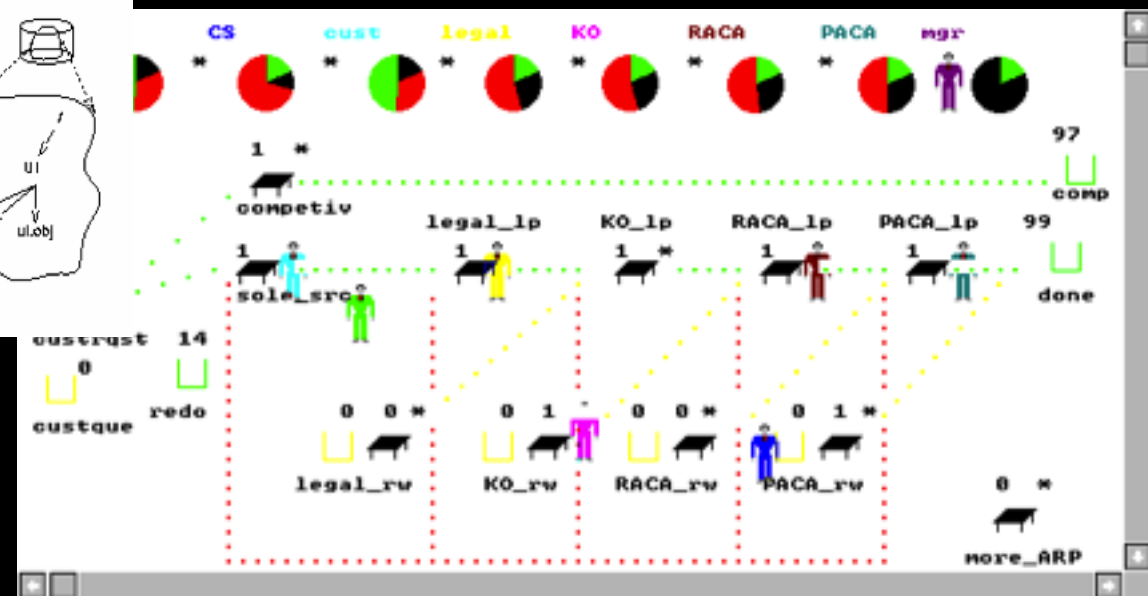 CS cust legal KO RACA PACA mgr
* * * * * *
97
1 *
comp
competiv
legal_lp KO_lp RACA_lp PACA_lp 99
1 1 1 * 1 1
sole_src done
ui
ui.obj
custrqst 14
0
redo
custque
0 0 * 0 1 0 0 * 0 1 *
legal_rw KO_rw RACA_rw PACA_rw
0 *
more_ARP